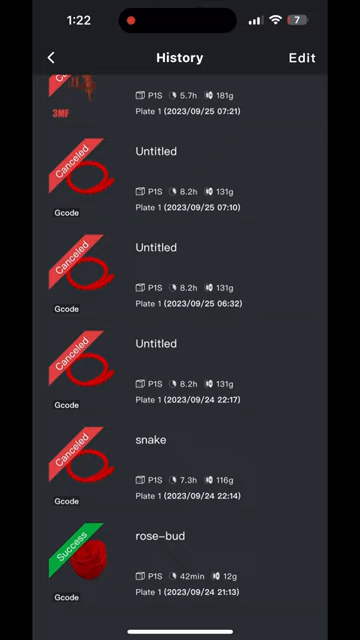 1:22
7
History
Edit
3MF
P1S 5.7h 181g
Plate 1 (2023/09/25 07:21)
Canceled
Untitled
P1S 8.2h 131g
Gcode
Plate 1 (2023/09/25 07:10)
Canceled
Untitled
P1S 8.2h 131g
Gcode
Plate 1 (2023/09/25 06:32)
Canceled
Untitled
P1S 8.2h 131g
Gcode
Plate 1 (2023/09/24 22:17)
Canceled
snake
P1S 7.3h 116g
Gcode
Plate 1 (2023/09/24 22:14)
Success
rose-bud
P1S 42min 12g
Gcode
Plate 1 (2023/09/24 21:13)